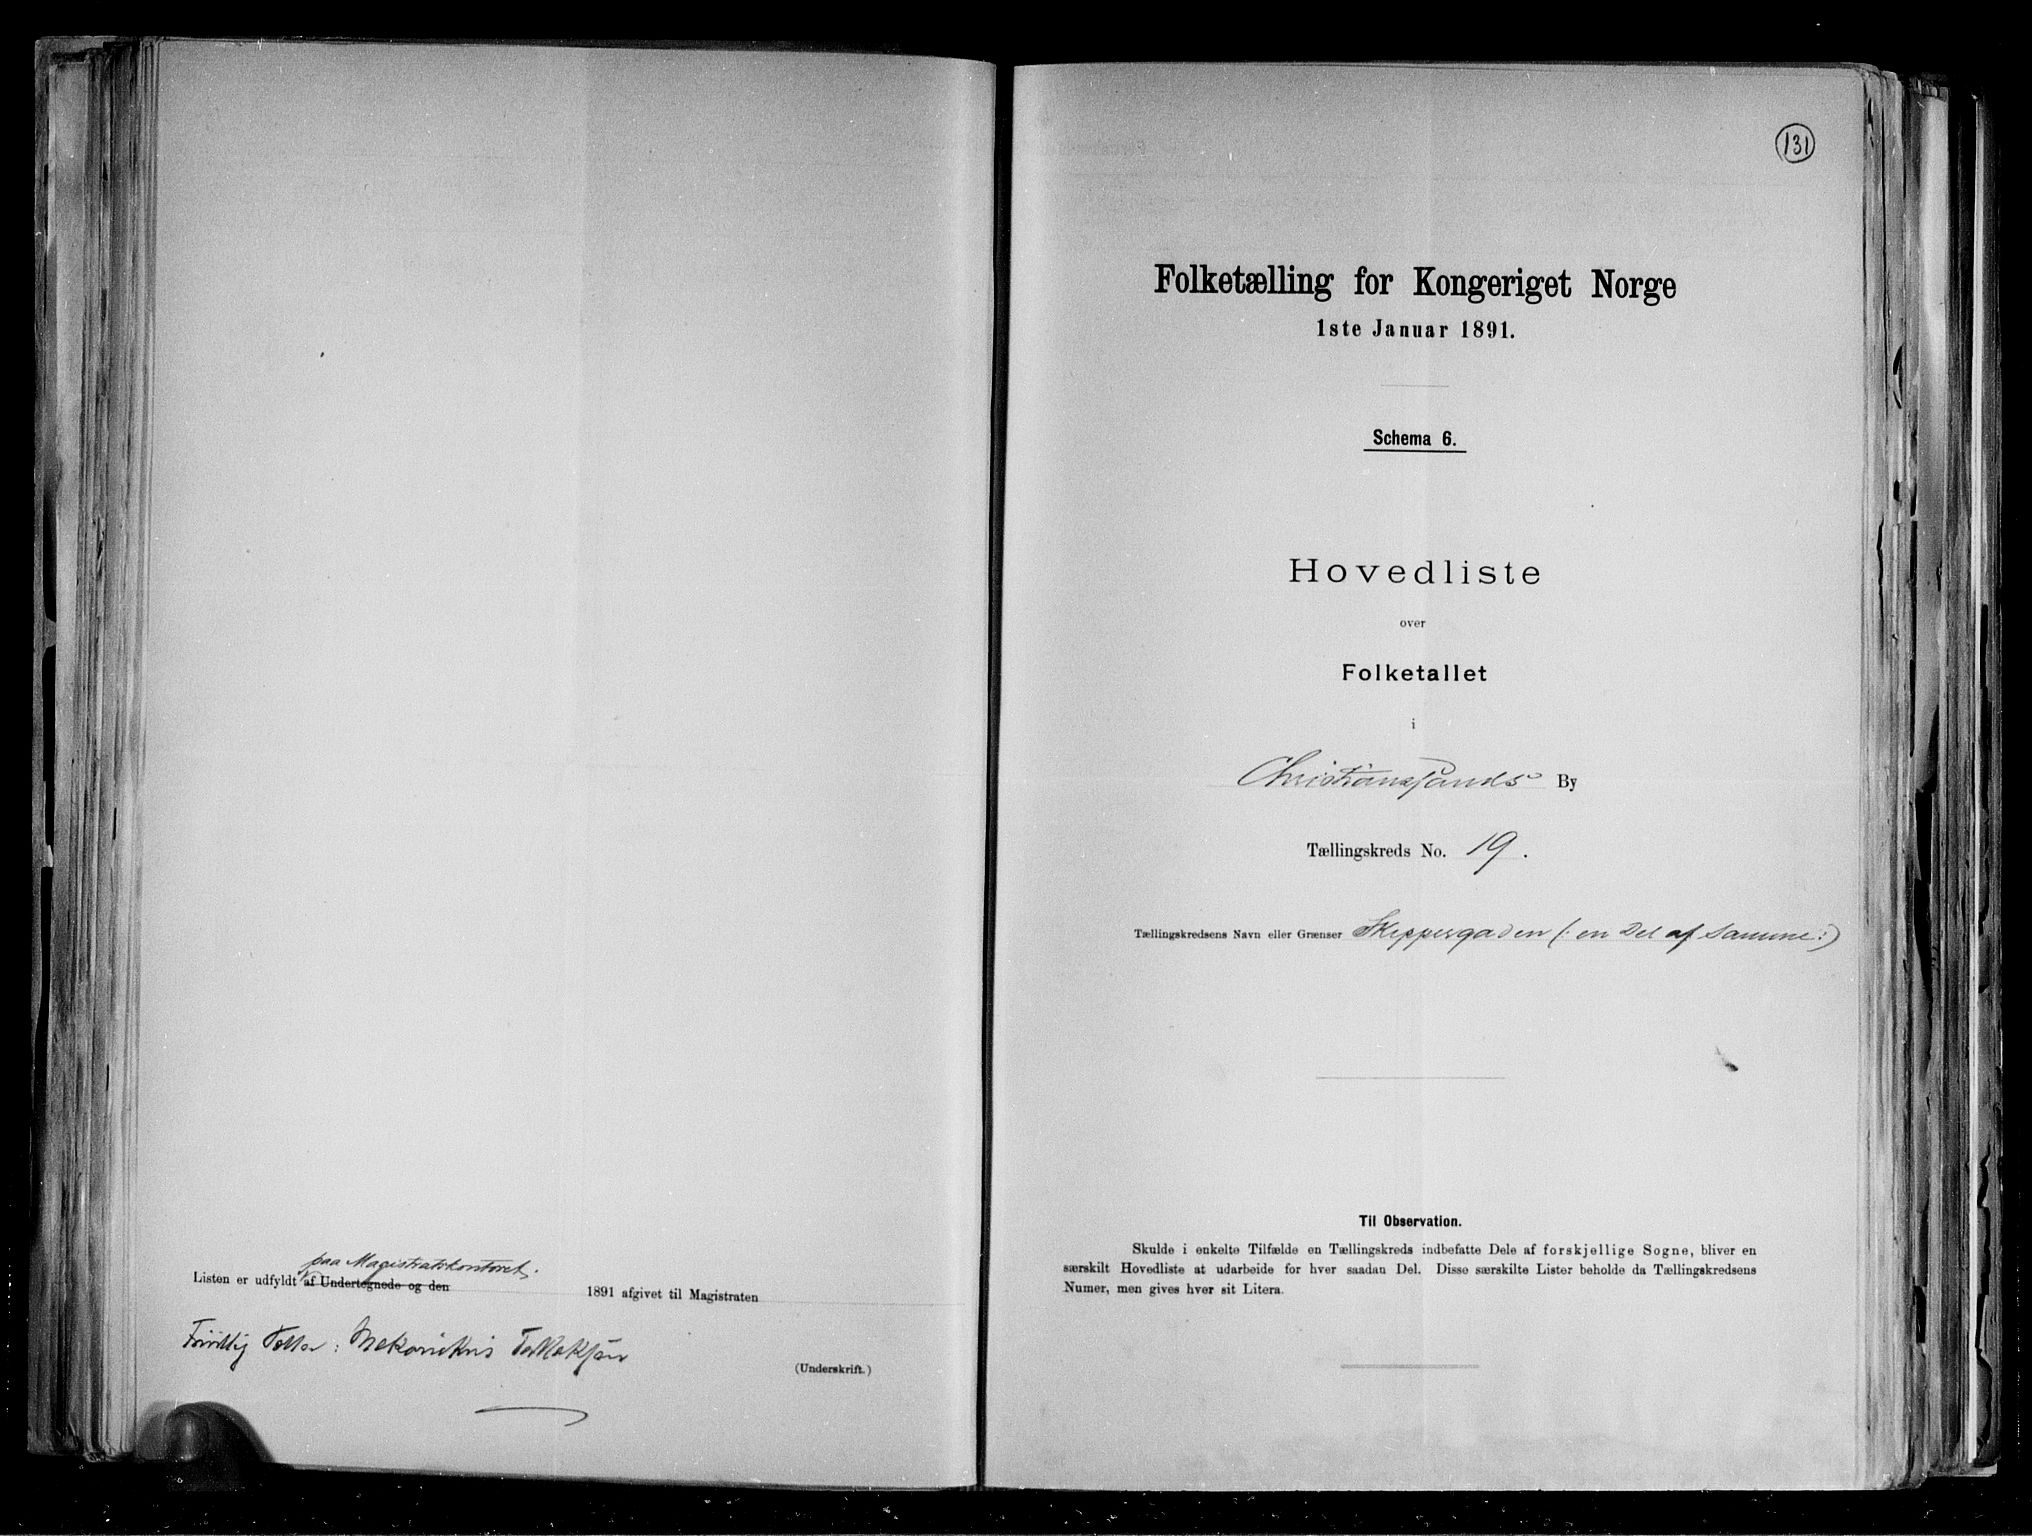 paa Magistratskontoret.
Listen er udfyldt af Undertegnede og den 1891 afgivet til Magistraten
Frivillig Tæller: Mekanikus
(Underskrift.)
131
Folketælling for Kongeriget Norge
1ste Januar 1891.
Schema 6.
Hovedliste
over
Folketallet
i
Christianssands By
Tællingskreds No. 19.
Tællingskredsens Navn eller Grænser Skippergaden (: en Del af samme:)
Til Observation.
Skulde i enkelte Tilfælde en Tællingskreds indbefatte Dele af forskjellige Sogne, bliver en
særskilt Hovedliste at udarbeide for hver saadan Del. Disse særskilte Lister beholde da Tællingskredsens
Numer, men gives hver sit Litera.